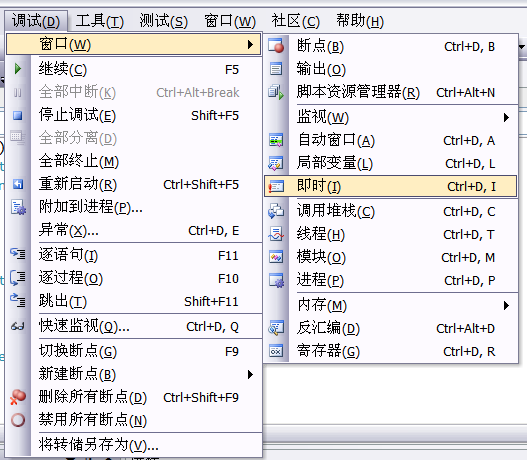 调试(D) 工具(T) 测试(S) 窗口(W) 社区(C) 帮助(H)
窗口(W)
继续(C) F5
全部中断(K) Ctrl+Alt+Break
停止调试(E) Shift+F5
全部分离(D)
全部终止(M)
重新启动(R) Ctrl+Shift+F5
附加到进程(P)...
异常(X)... Ctrl+D, E
逐语句(I) F11
逐过程(O) F10
跳出(T) Shift+F11
快速监视(Q)... Ctrl+D, Q
切换断点(G) F9
新建断点(B)
删除所有断点(D) Ctrl+Shift+F9
禁用所有断点(N)
将转储另存为(V)...
断点(B) Ctrl+D, B
输出(O)
脚本资源管理器(R) Ctrl+Alt+N
监视(W)
自动窗口(A) Ctrl+D, A
局部变量(L) Ctrl+D, L
即时(I) Ctrl+D, I
调用堆栈(C) Ctrl+D, C
线程(H) Ctrl+D, T
模块(O) Ctrl+D, M
进程(P) Ctrl+D, P
内存(M)
反汇编(D) Ctrl+Alt+D
寄存器(G) Ctrl+D, R